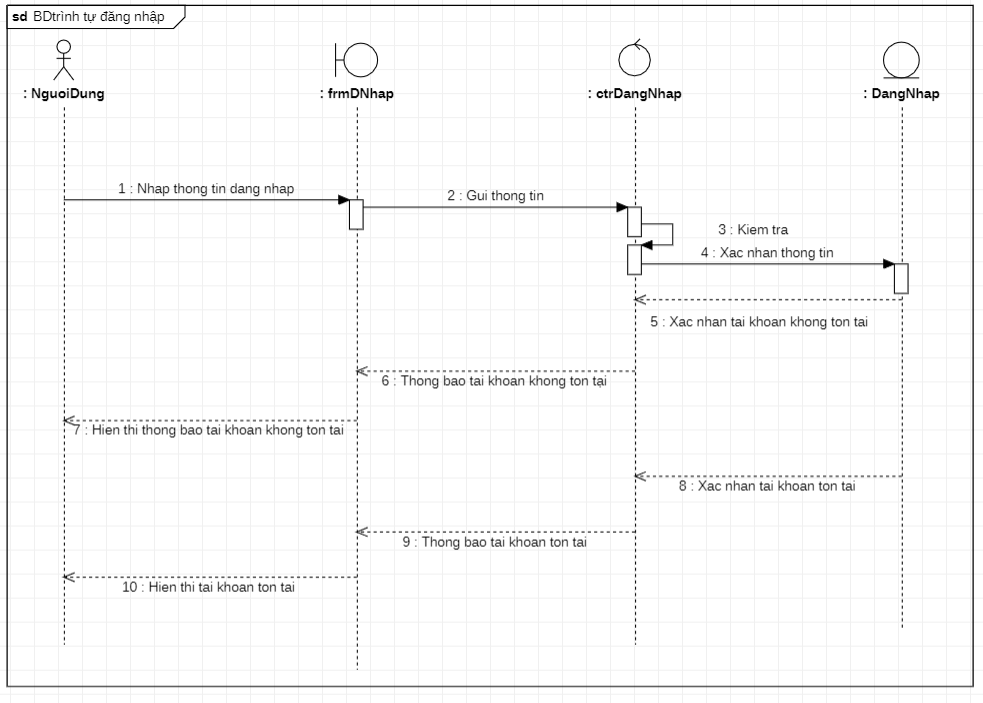 sd BDtrình tự đăng nhập
: NguoiDung
: frmDNhap
: ctrDangNhap
: DangNhap
1 : Nhap thong tin dang nhap
2 : Gui thong tin
3 : Kiem tra
4 : Xac nhan thong tin
5 : Xac nhan tai khoan khong ton tai
6 : Thong bao tai khoan khong ton tai
7 : Hien thi thong bao tai khoan khong ton tai
8 : Xac nhan tai khoan ton tai
9 : Thong bao tai khoan ton tai
10 : Hien thi tai khoan ton tai